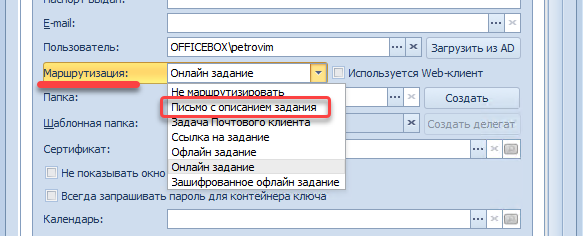 E-mail:
Пользователь: OFFICEBOX\petrovim Загрузить из AD
Маршрутизация: Онлайн задание Используется Web-клиент
Не маршрутизировать
Папка: Создать
Письмо с описанием задания
Шаблонная папка: Создать делегат
Задача Почтового клиента
Ссылка на задание
Сертификат:
Офлайн задание
Не показывать окно
Онлайн задание
Зашифрованное офлайн задание
Всегда запрашивать пароль для контейнера ключа
Календарь: